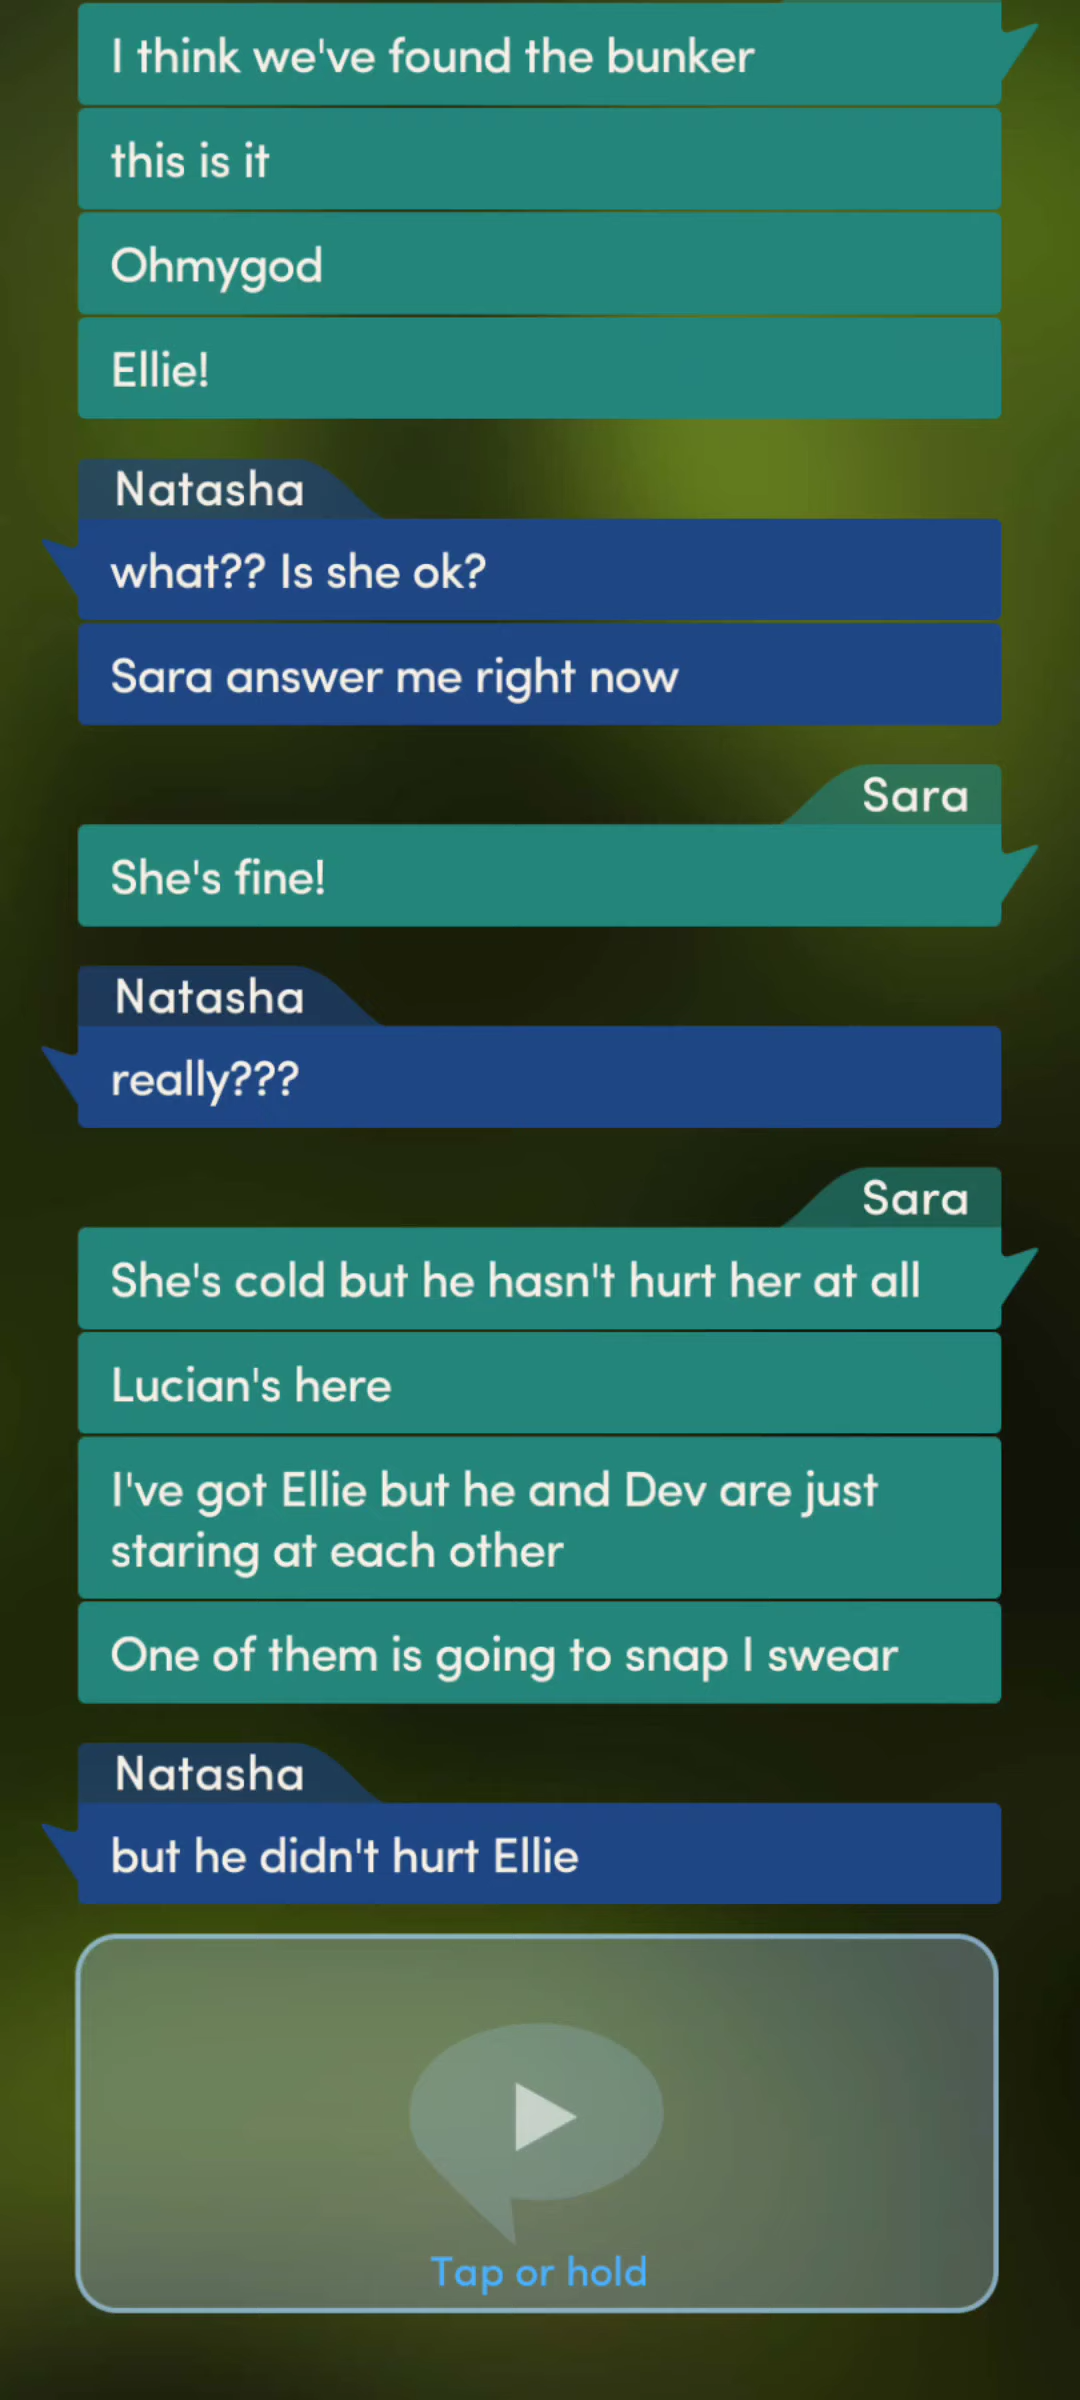 I think we've found the bunker
this is it
Ohmygod
Ellie!
Natasha
what?? Is she ok?
Sara answer me right now
Sara
She's fine!
Natasha
really???
Sara
She's cold but he hasn't hurt her at all
Lucian's here
I've got Ellie but he and Dev are just
staring at each other
One of them is going to snap I swear
Natasha
but he didn't hurt Ellie
Tap or hold